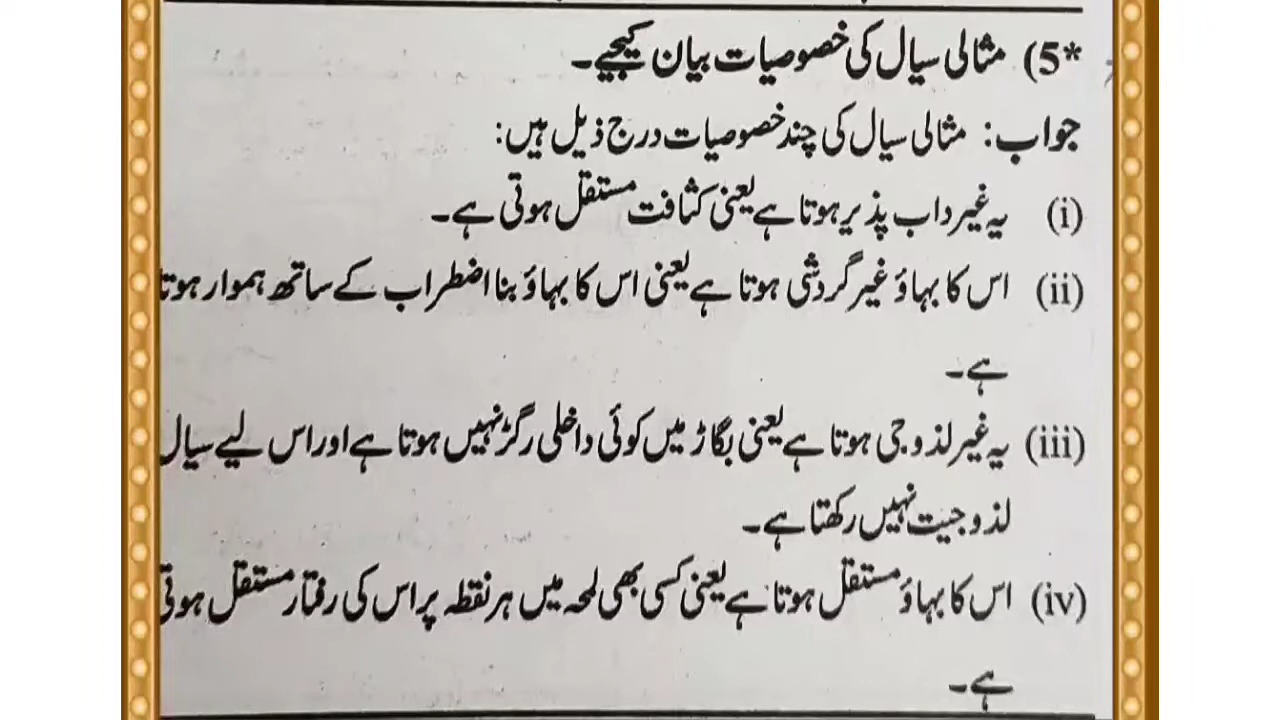 *5) مثالی سیال کی خصوصیات بیان کیجیے۔
جواب: مثالی سیال کی چند خصوصیات درج ذیل ہیں:
(i) یہ غیر داب پذیر ہوتا ہے یعنی کثافت مستقل ہوتی ہے۔
(ii) اس کا بہاؤ غیر گردشی ہوتا ہے یعنی اس کا بہاؤ بنا اضطراب کے ساتھ ہموار ہوتا
ہے۔
(iii) یہ غیر لذوجی ہوتا ہے یعنی بگاڑ میں کوئی داخلی رگڑ نہیں ہوتا ہے اور اس لیے سیال
لذوجیت نہیں رکھتا ہے۔
(iv) اس کا بہاؤ مستقل ہوتا ہے یعنی کسی بھی لمحہ میں ہر نقطہ پر اس کی رفتار مستقل ہوتی
ہے۔